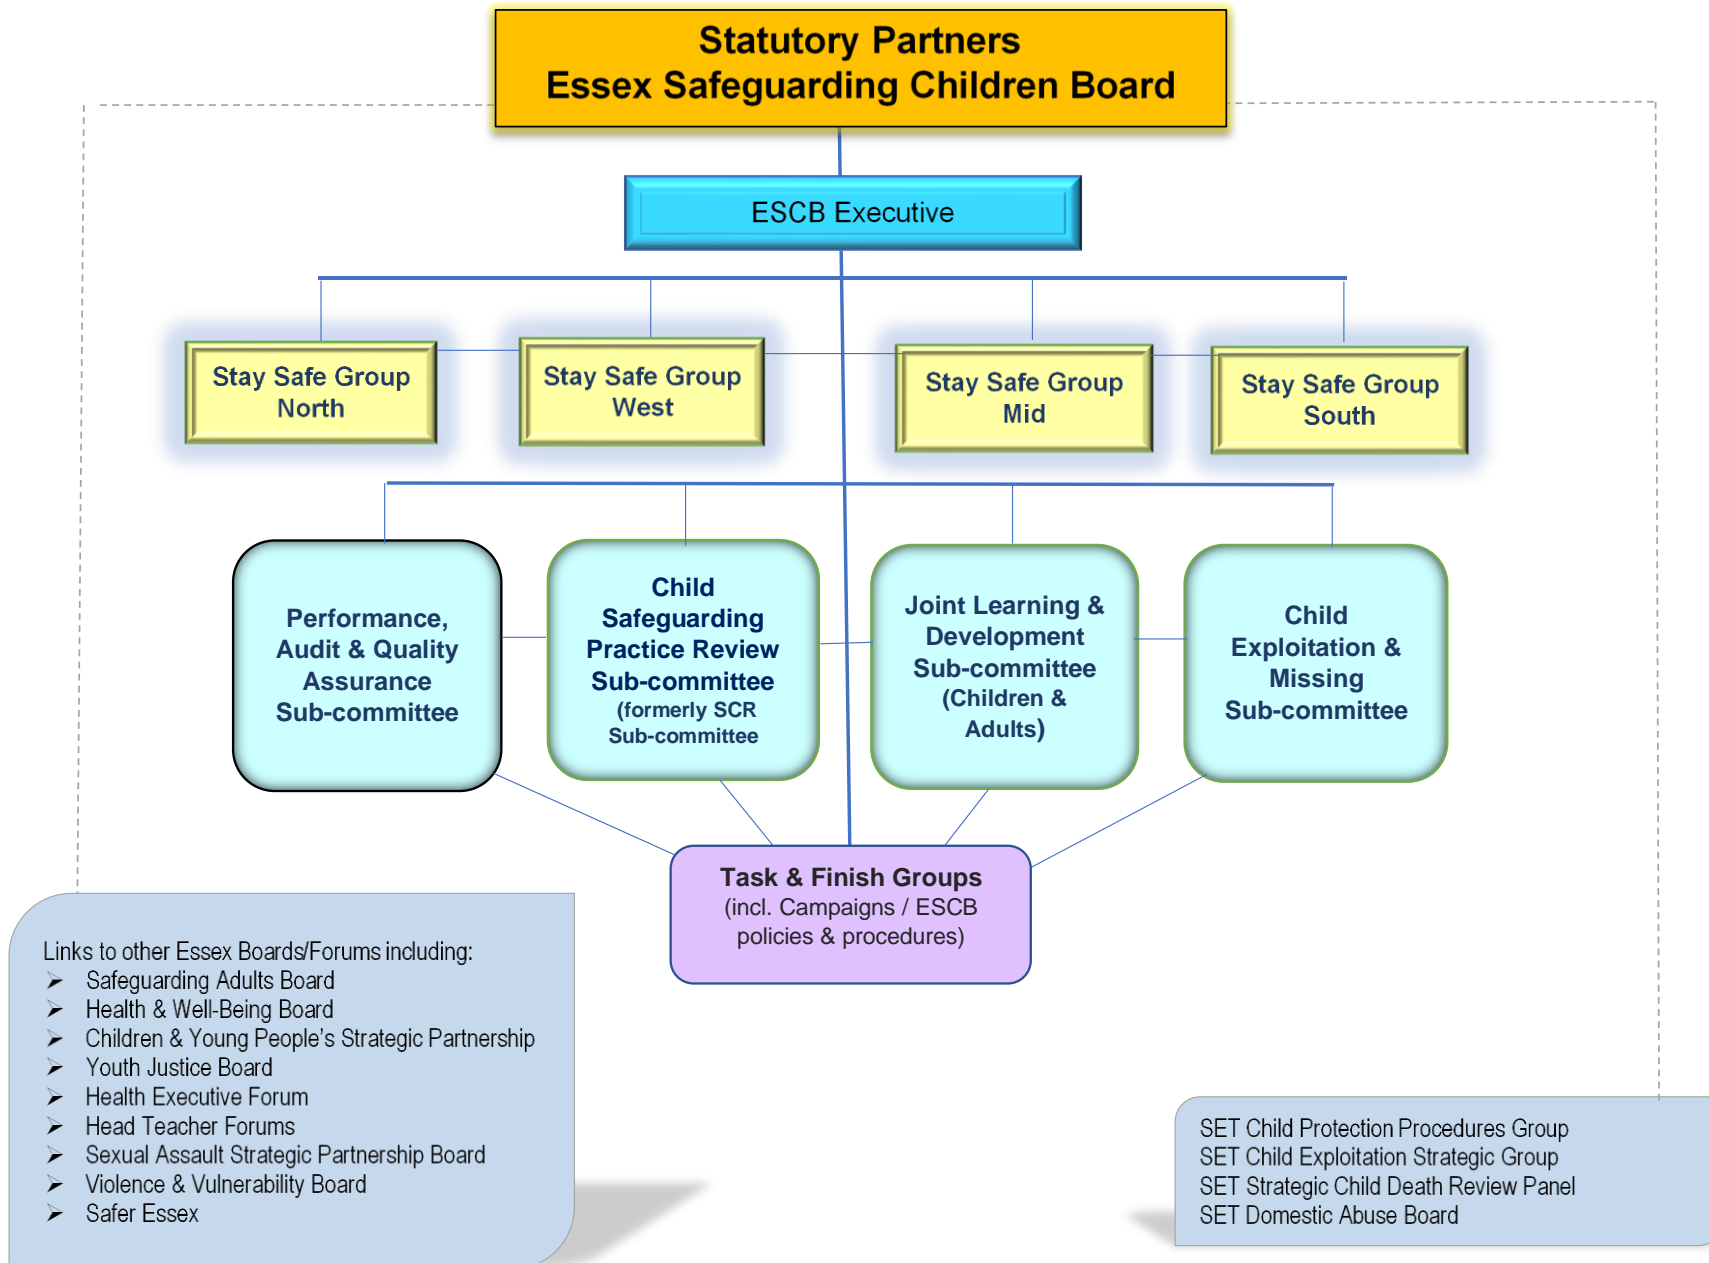 Statutory Partners
Essex Safeguarding Children Board
ESCB Executive
Stay Safe Group
North
Stay Safe Group
West
Stay Safe Group
Mid
Stay Safe Group
South
Performance,
Audit & Quality
Assurance
Sub-committee
Child
Safeguarding
Practice Review
Sub-committee
(formerly SCR
Sub-committee
Joint Learning &
Development
Sub-committee
(Children &
Adults)
Child
Exploitation &
Missing
Sub-committee
Task & Finish Groups
(incl. Campaigns / ESCB
policies & procedures)
Links to other Essex Boards/Forums including:
➢ Safeguarding Adults Board
➢ Health & Well-Being Board
➢ Children & Young People’s Strategic Partnership
➢ Youth Justice Board
➢ Health Executive Forum
➢ Head Teacher Forums
➢ Sexual Assault Strategic Partnership Board
➢ Violence & Vulnerability Board
➢ Safer Essex
SET Child Protection Procedures Group
SET Child Exploitation Strategic Group
SET Strategic Child Death Review Panel
SET Domestic Abuse Board